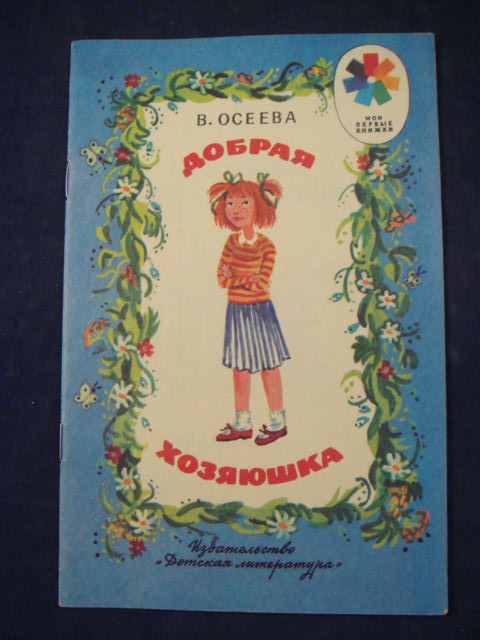 МОИ
ПЕРВЫЕ
КНИЖКИ
В. ОСЕЕВА
ДОБРАЯ
ХОЗЯЮШКА
Издательство
«Детская литература»